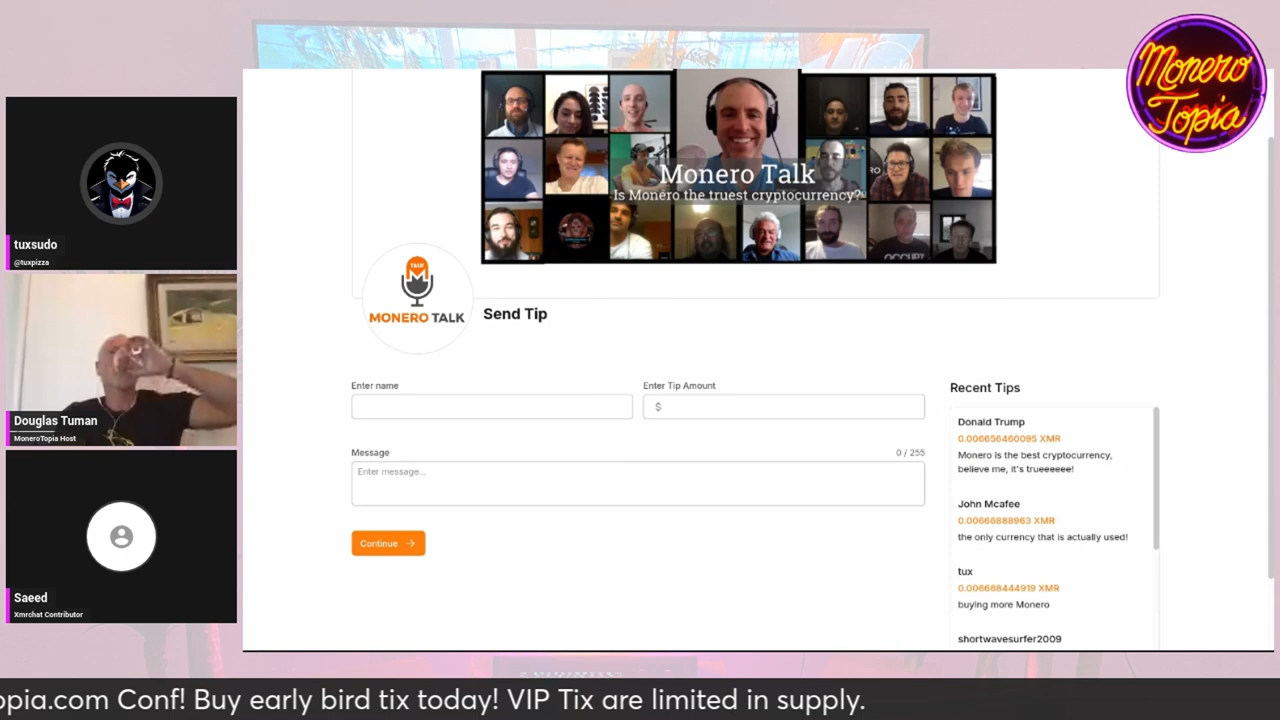 Monero
Topia
tuxsudo
@tuxpizza
Douglas Tuman
MoneroTopia Host
Saeed
Xmrchat Contributor
Monero Talk
Is Monero the truest cryptocurrency?
TALK
MONERO TALK
Send Tip
Enter name
Enter Tip Amount
$
Message
0 / 255
Enter message...
Continue →
Recent Tips
Donald Trump
0.006656460095 XMR
Monero is the best cryptocurrency,
believe me, it's trueeeeee!
John Mcafee
0.00666888963 XMR
the only currency that is actually used!
tux
0.006668444919 XMR
buying more Monero
shortwavesurfer2009
opia.com Conf! Buy early bird tix today! VIP Tix are limited in supply.